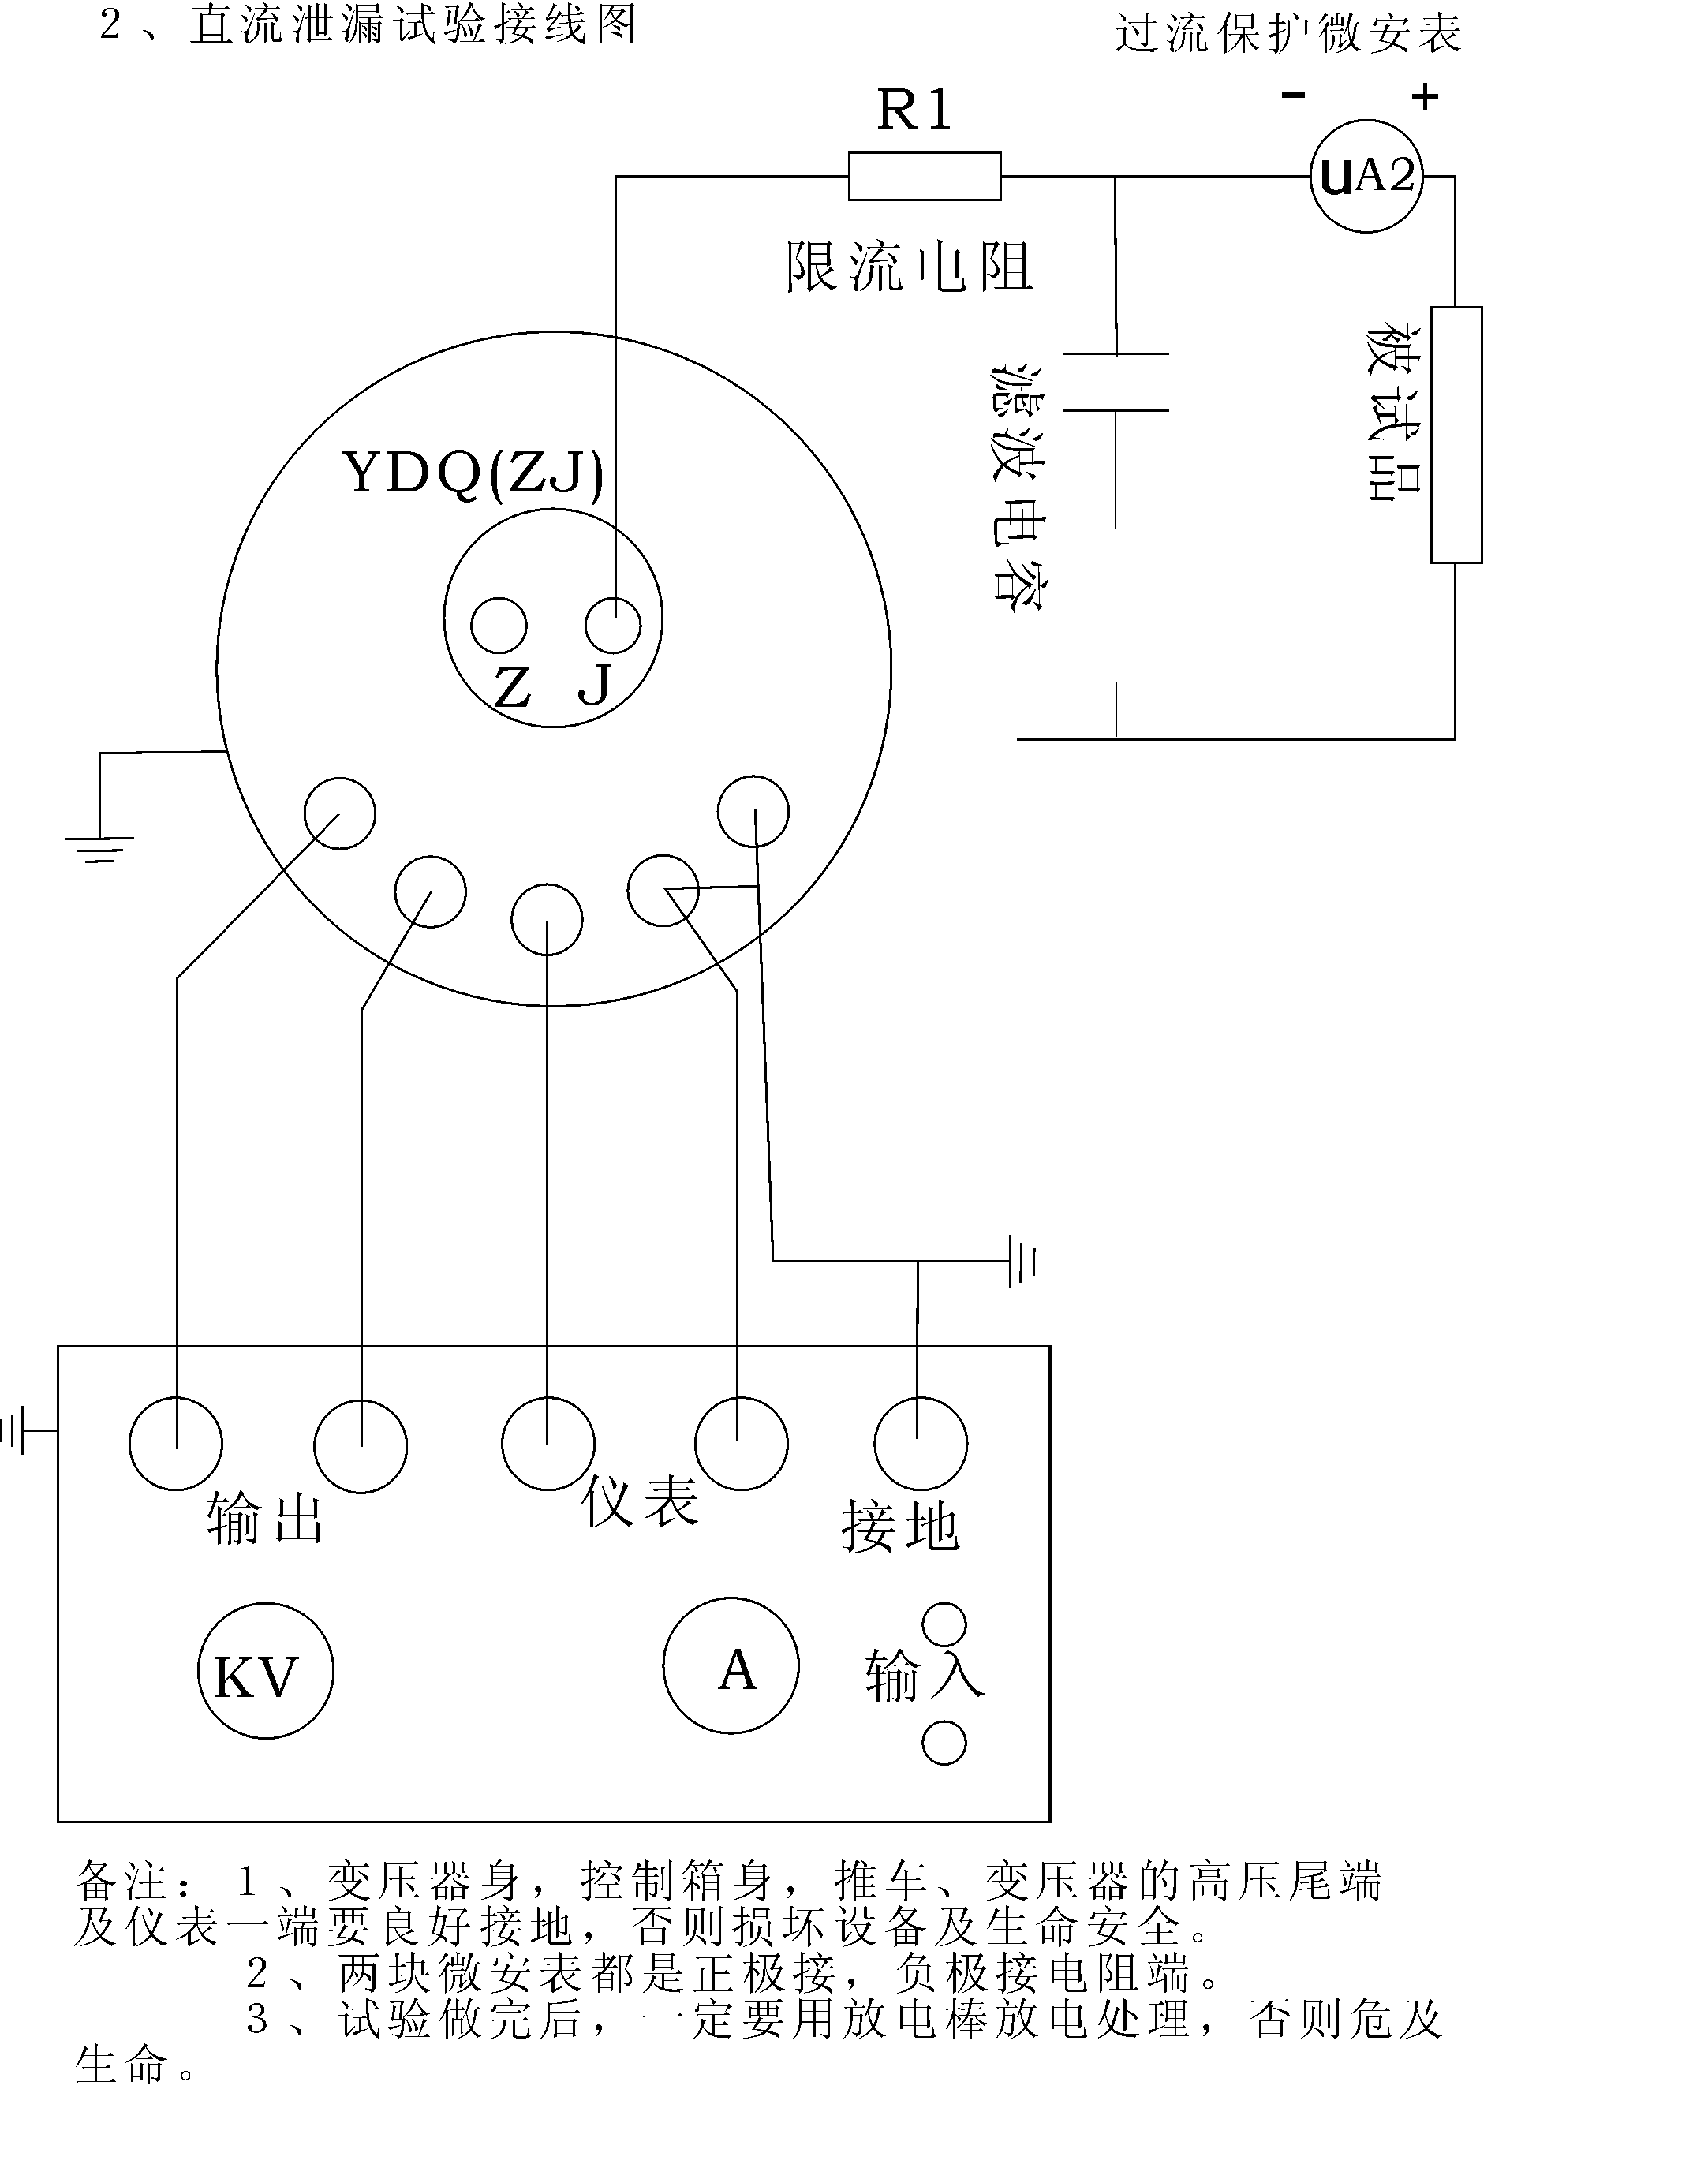 2、直流泄漏试验接线图
过流保护微安表
- +
R1
uA2
限流电阻
滤波电容
被试品
YDQ(ZJ)
Z J
输出
仪表
接地
KV
A
输入
备注：1、变压器身，控制箱身，推车、变压器的高压尾端
及仪表一端要良好接地，否则损坏设备及生命安全。
2、两块微安表都是正极接，负极接电阻端。
3、试验做完后，一定要用放电棒放电处理，否则危及
生命。